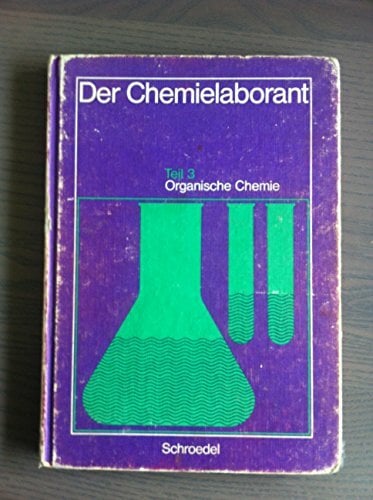 Der Chemielaborant
Teil 3
Organische Chemie
Schroedel